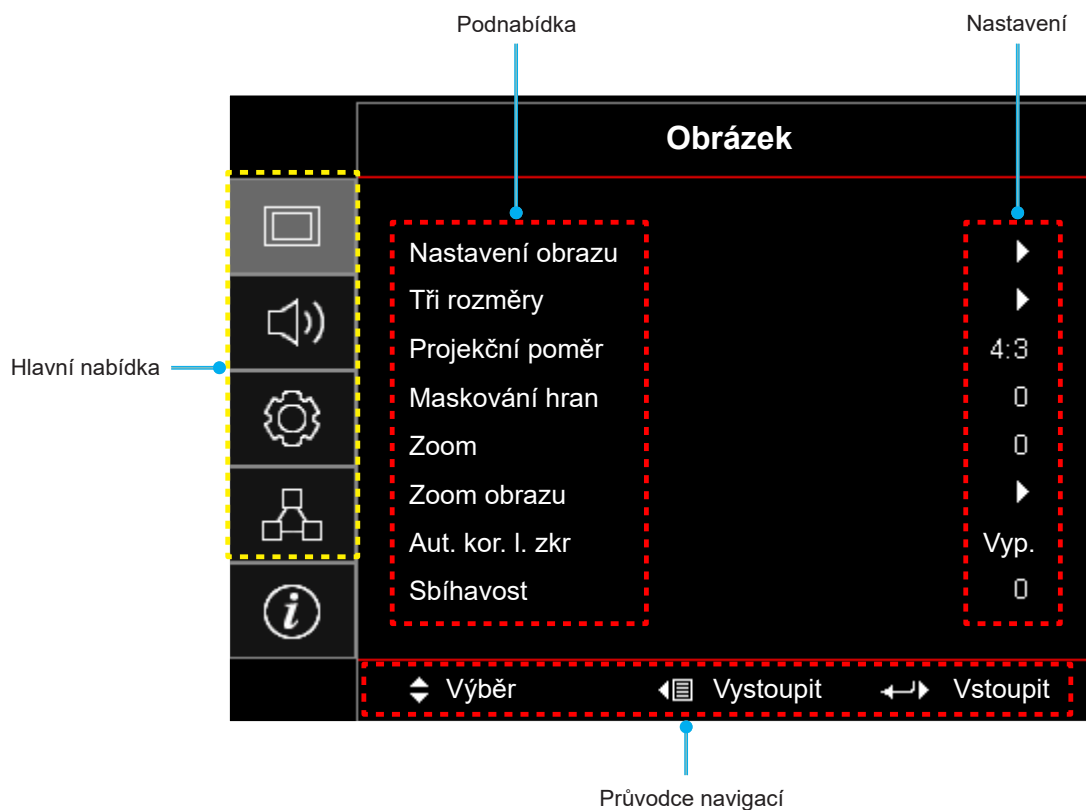 Podnabídka Nastavení
Obrázek
Nastavení obrazu
Tři rozměry
Projekční poměr 4:3
Maskování hran 0
Zoom 0
Zoom obrazu
Aut. kor. l. zkr Vyp.
Sbíhavost 0
Hlavní nabídka
i
Výběr Vystoupit Vstoupit
Průvodce navigací